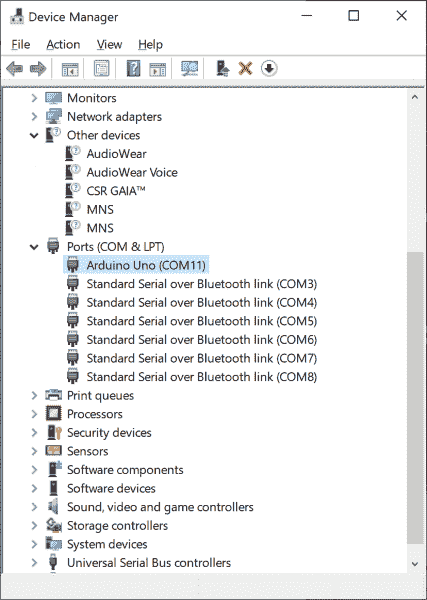 Device Manager
File Action View Help
Monitors
Network adapters
Other devices
AudioWear
AudioWear Voice
CSR GAIA™
MNS
MNS
Ports (COM & LPT)
Arduino Uno (COM11)
Standard Serial over Bluetooth link (COM3)
Standard Serial over Bluetooth link (COM4)
Standard Serial over Bluetooth link (COM5)
Standard Serial over Bluetooth link (COM6)
Standard Serial over Bluetooth link (COM7)
Standard Serial over Bluetooth link (COM8)
Print queues
Processors
Security devices
Sensors
Software components
Software devices
Sound, video and game controllers
Storage controllers
System devices
Universal Serial Bus controllers